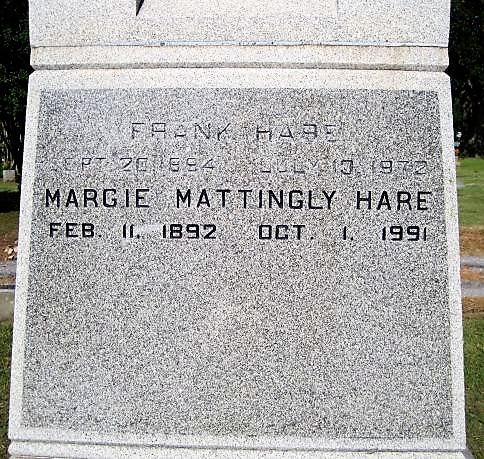 FRANK HARE
SEPT. 20 1894 JULY 13 1972
MARGIE MATTINGLY HARE
FEB. 11, 1892 OCT. 1, 1991